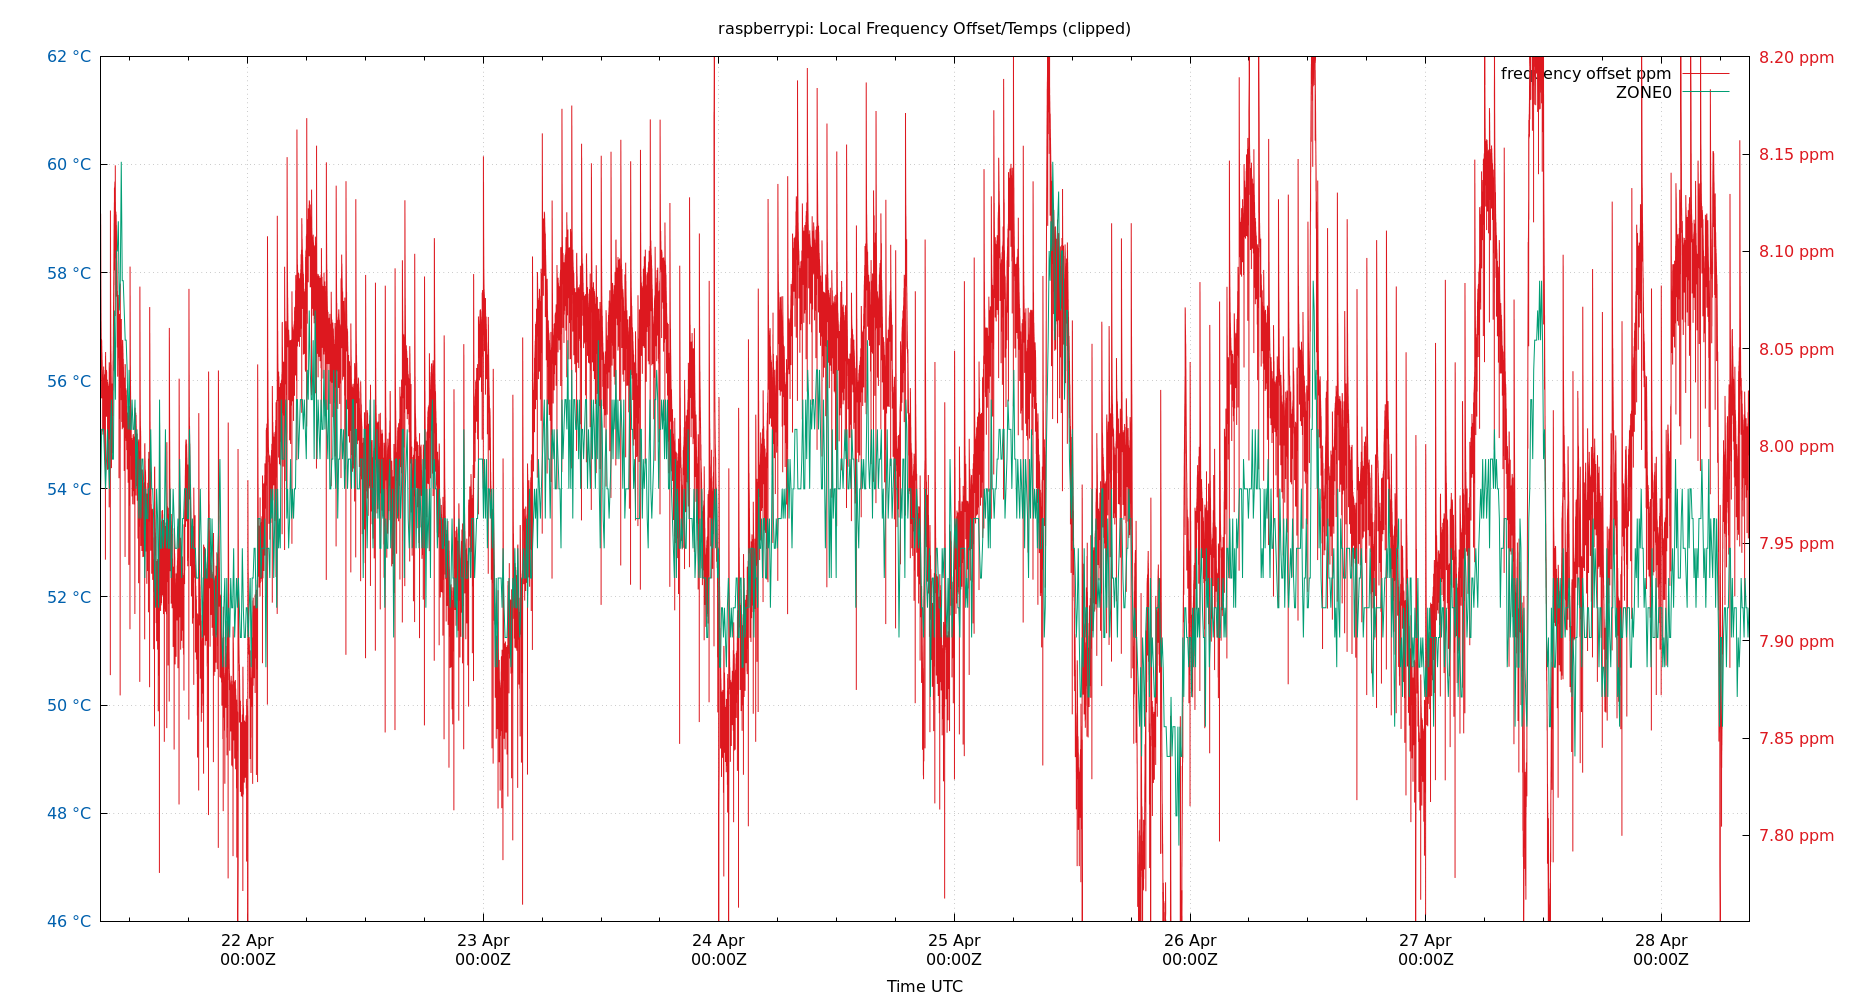 raspberrypi: Local Frequency Offset/Temps (clipped)
62 °C
60 °C
58 °C
56 °C
54 °C
52 °C
50 °C
48 °C
46 °C
8.20 ppm
8.15 ppm
8.10 ppm
8.05 ppm
8.00 ppm
7.95 ppm
7.90 ppm
7.85 ppm
7.80 ppm
frequency offset ppm
ZONE0
22 Apr
00:00Z
23 Apr
00:00Z
24 Apr
00:00Z
25 Apr
00:00Z
26 Apr
00:00Z
27 Apr
00:00Z
28 Apr
00:00Z
Time UTC